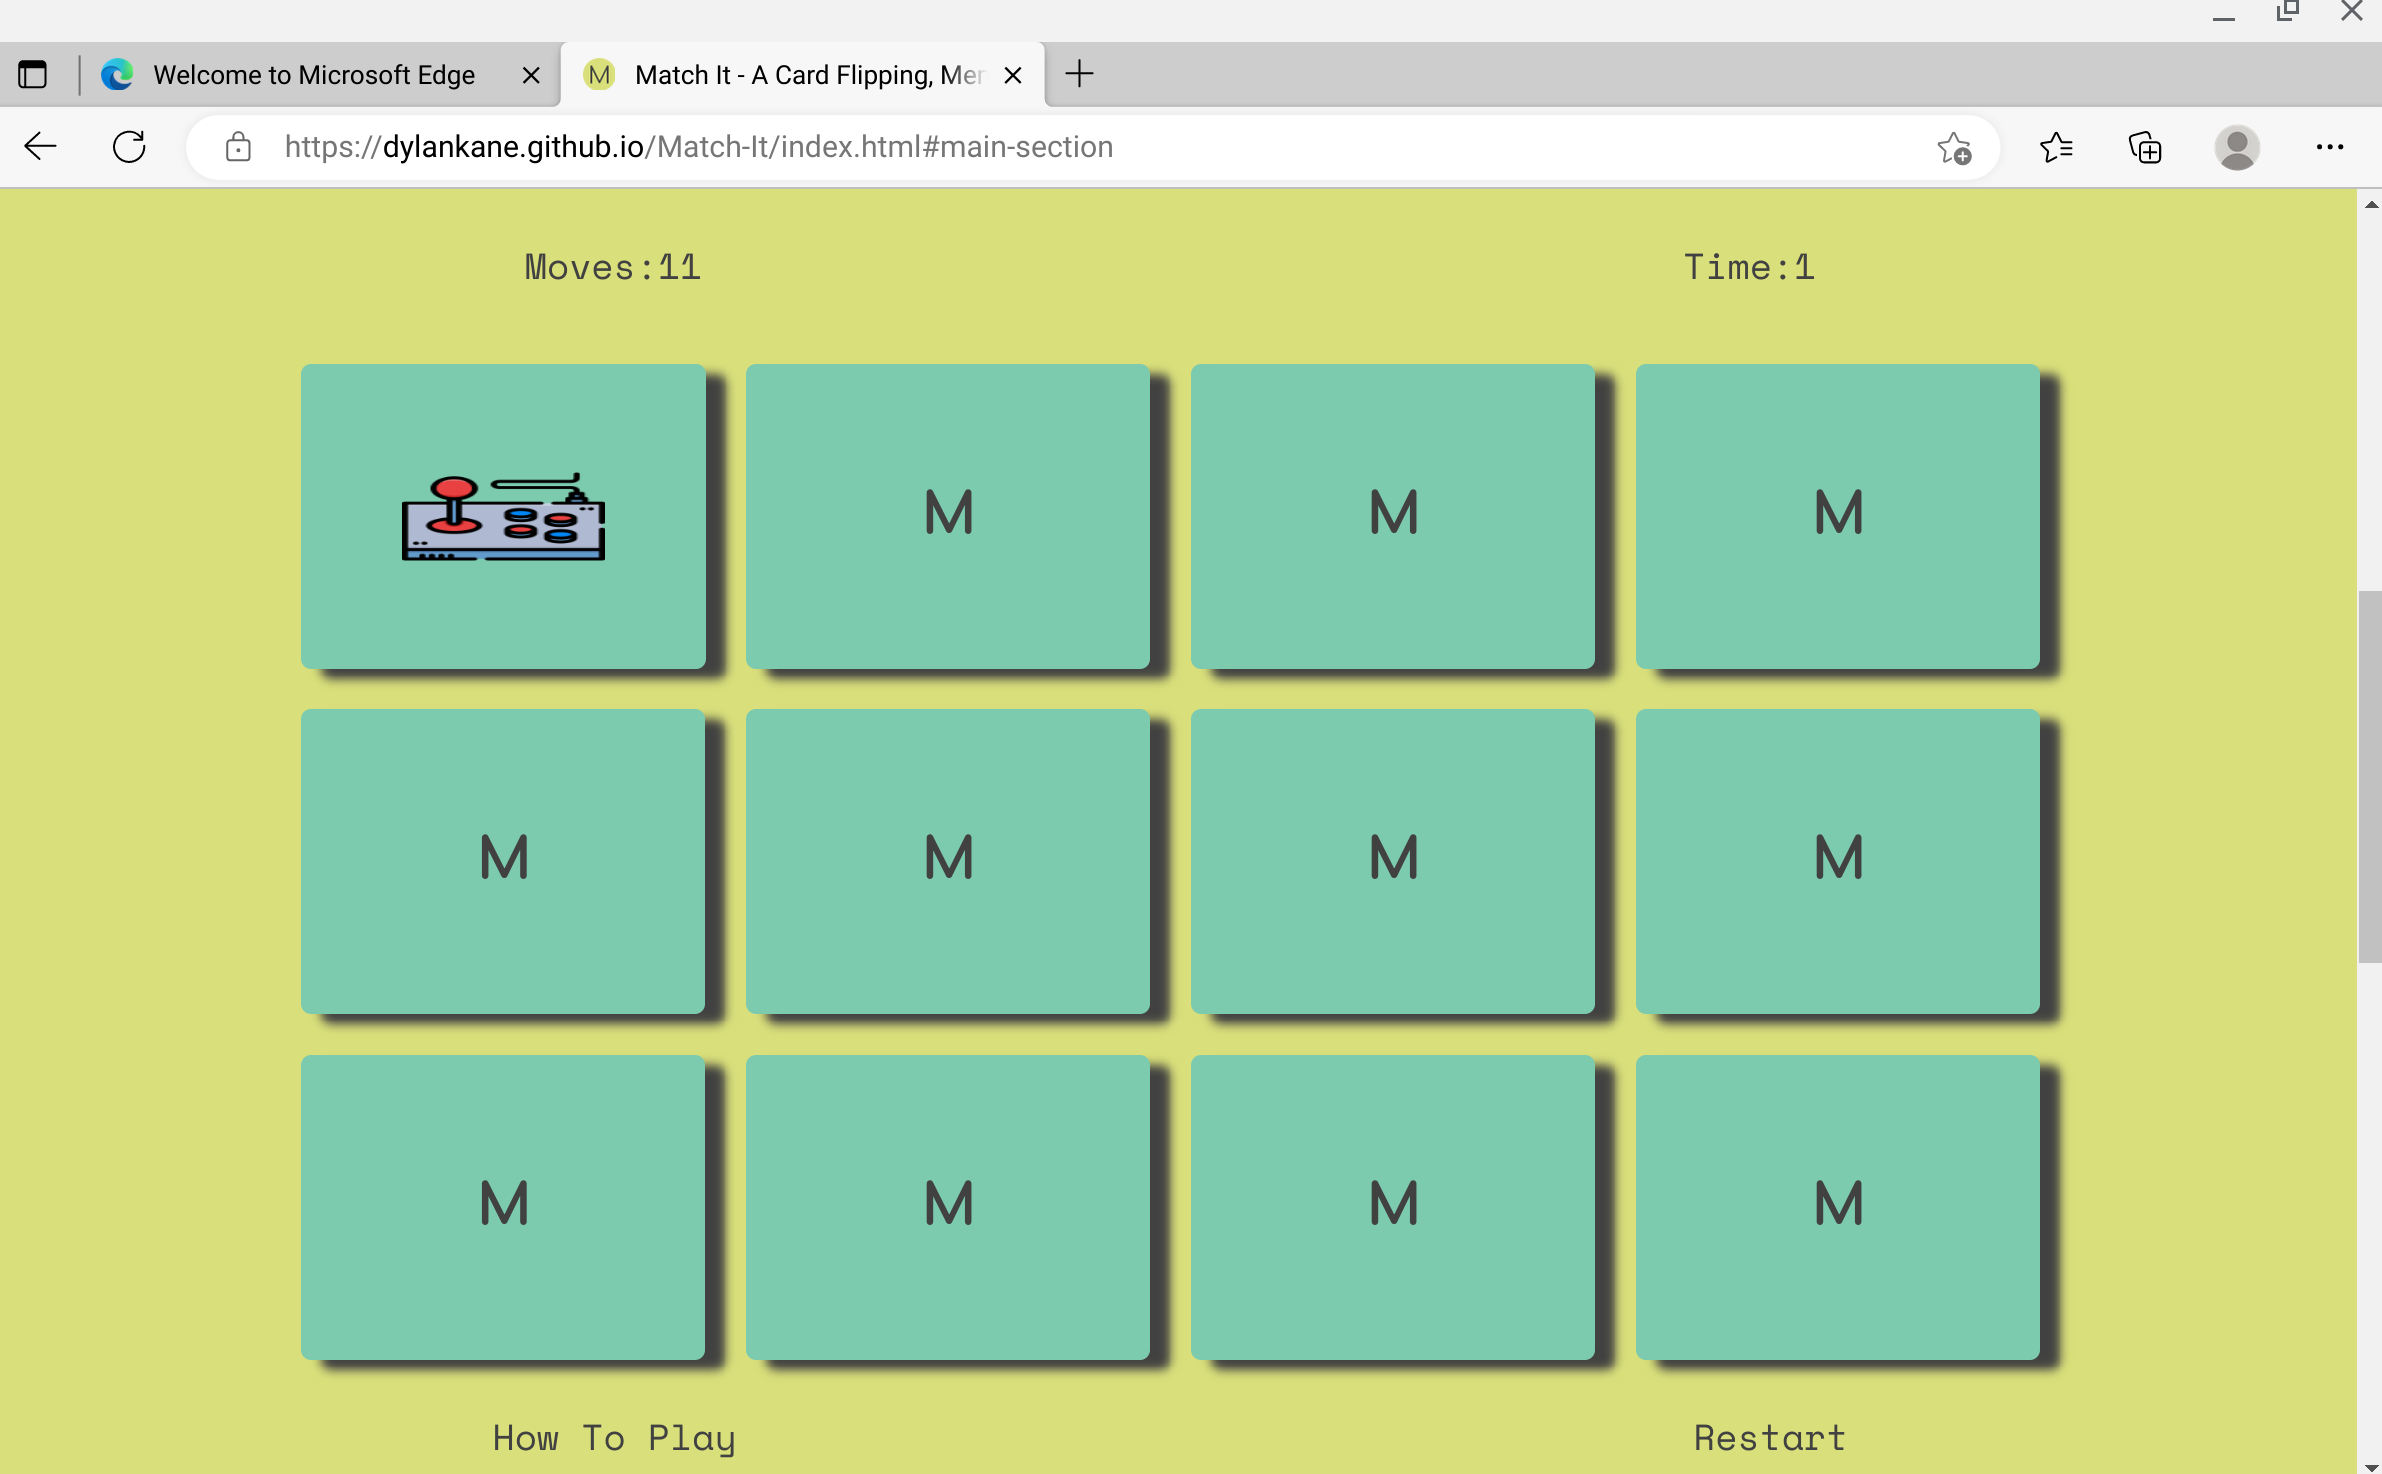 Welcome to Microsoft Edge
M Match It - A Card Flipping, Mer
https://dylankane.github.io/Match-It/index.html#main-section
Moves:11 Time:1
M M M
M M M M
M M M M
How To Play Restart